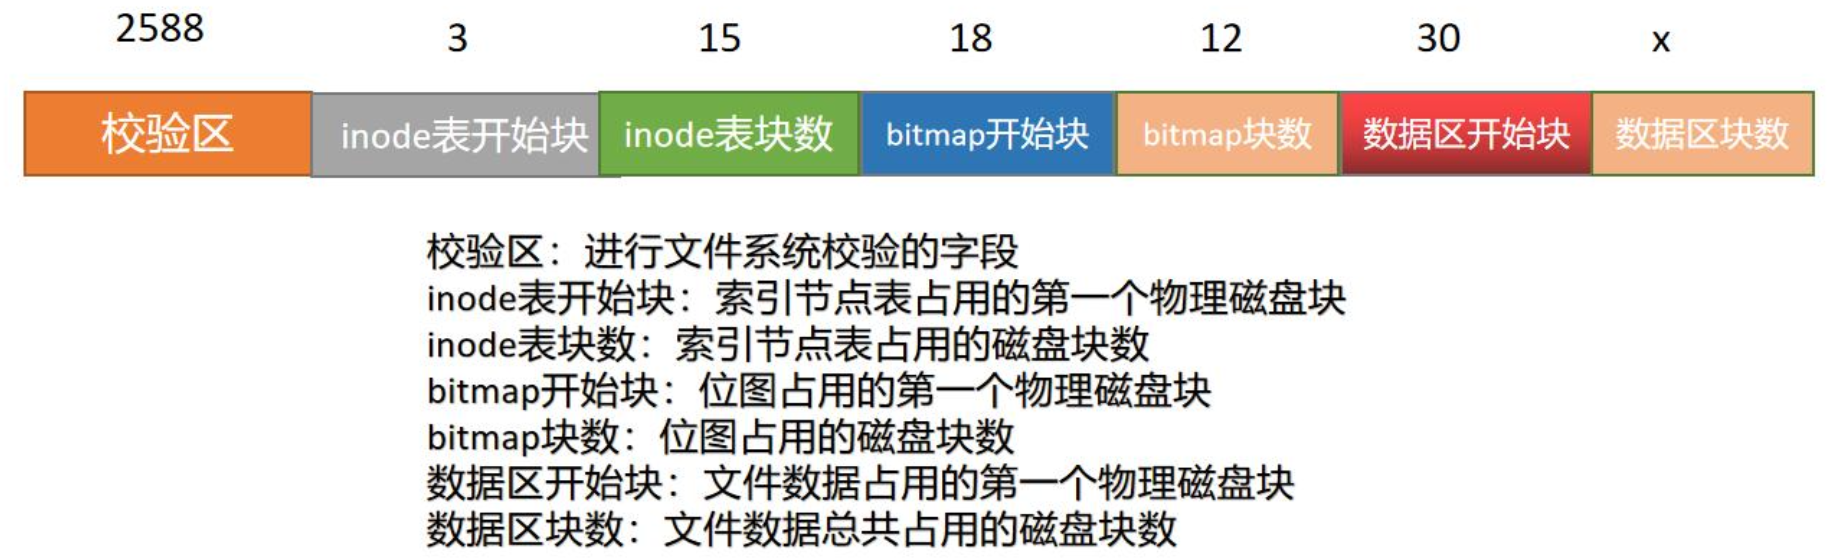 2588 3 15 18 12 30 x
校验区 inode表开始块 inode表块数 bitmap开始块 bitmap块数 数据区开始块 数据区块数
校验区：进行文件系统校验的字段
inode表开始块：索引节点表占用的第一个物理磁盘块
inode表块数：索引节点表占用的磁盘块数
bitmap开始块：位图占用的第一个物理磁盘块
bitmap块数：位图占用的磁盘块数
数据区开始块：文件数据占用的第一个物理磁盘块
数据区块数：文件数据总共占用的磁盘块数